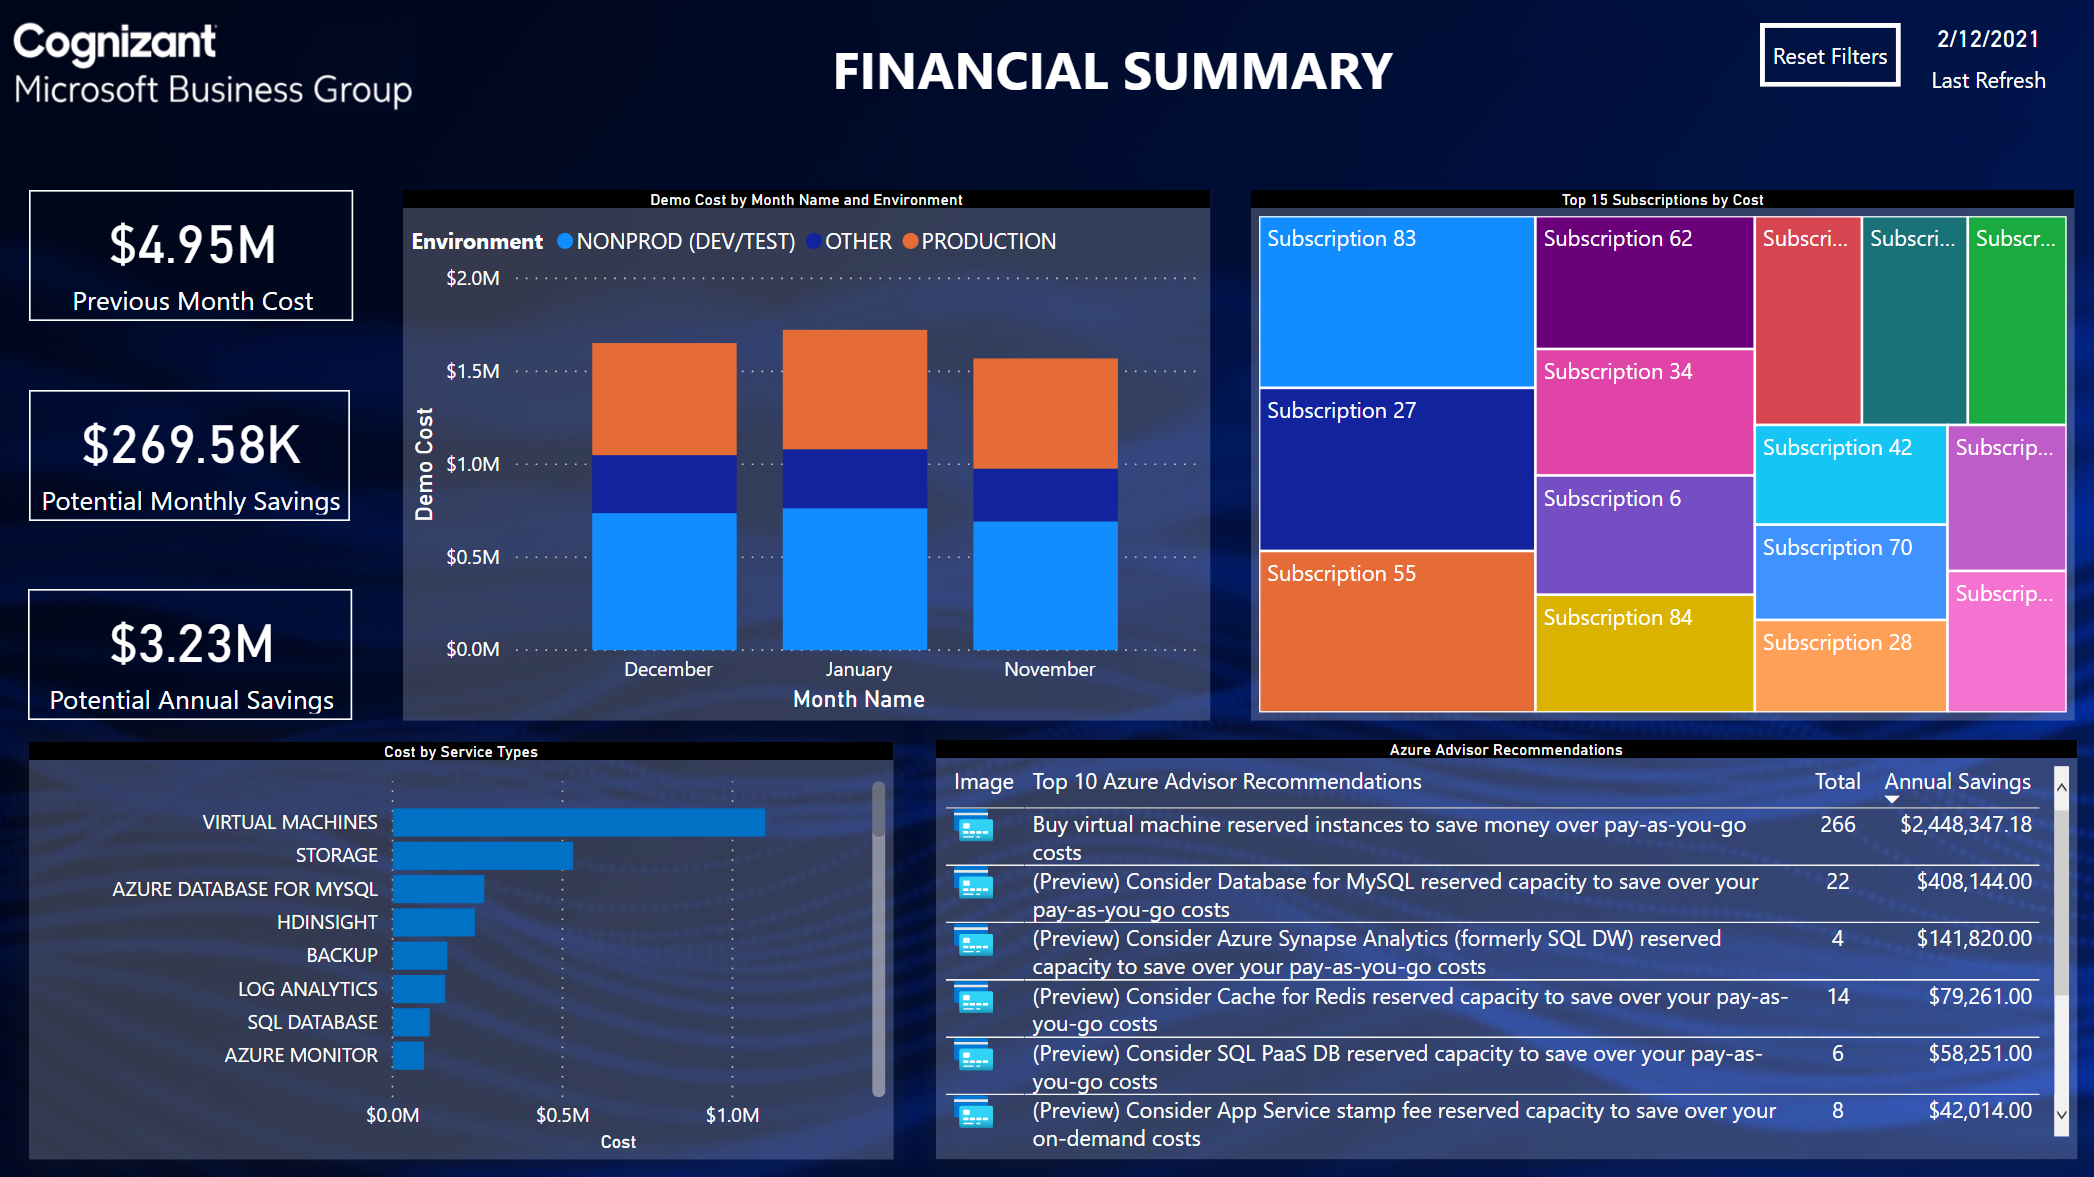 Cognizant
Microsoft Business Group
FINANCIAL SUMMARY
Reset Filters
2/12/2021
Last Refresh
$4.95M
Previous Month Cost
$269.58K
Potential Monthly Savings
$3.23M
Potential Annual Savings
Demo Cost by Month Name and Environment
Environment NONPROD (DEV/TEST) OTHER PRODUCTION
Demo Cost
$2.0M
$1.5M
$1.0M
$0.5M
$0.0M
December January November
Month Name
Top 15 Subscriptions by Cost
Subscription 83
Subscription 27
Subscription 55
Subscription 62
Subscription 34
Subscription 6
Subscription 84
Subscri...
Subscri...
Subscr...
Subscription 42
Subscription 70
Subscription 28
Subscrip...
Subscrip...
Cost by Service Types
VIRTUAL MACHINES
STORAGE
AZURE DATABASE FOR MYSQL
HDINSIGHT
BACKUP
LOG ANALYTICS
SQL DATABASE
AZURE MONITOR
$0.0M $0.5M $1.0M
Cost
Azure Advisor Recommendations
Image Top 10 Azure Advisor Recommendations Total Annual Savings
Buy virtual machine reserved instances to save money over pay-as-you-go 266 $2,448,347.18
costs
(Preview) Consider Database for MySQL reserved capacity to save over your 22 $408,144.00
pay-as-you-go costs
(Preview) Consider Azure Synapse Analytics (formerly SQL DW) reserved 4 $141,820.00
capacity to save over your pay-as-you-go costs
(Preview) Consider Cache for Redis reserved capacity to save over your pay-as- 14 $79,261.00
you-go costs
(Preview) Consider SQL PaaS DB reserved capacity to save over your pay-as- 6 $58,251.00
you-go costs
(Preview) Consider App Service stamp fee reserved capacity to save over your 8 $42,014.00
on-demand costs